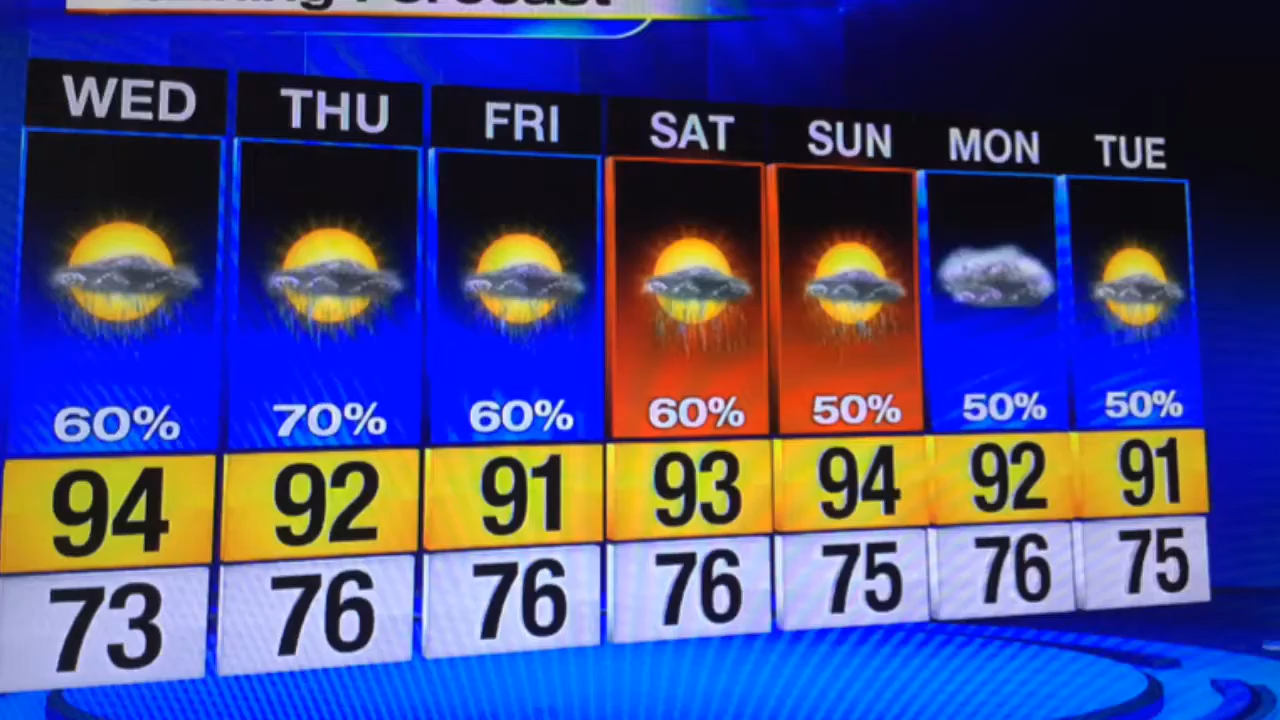 Forecast
WED THU FRI SAT SUN MON TUE
60% 70% 60% 60% 50% 50% 50%
94 92 91 93 94 92 91
73 76 76 76 75 76 75